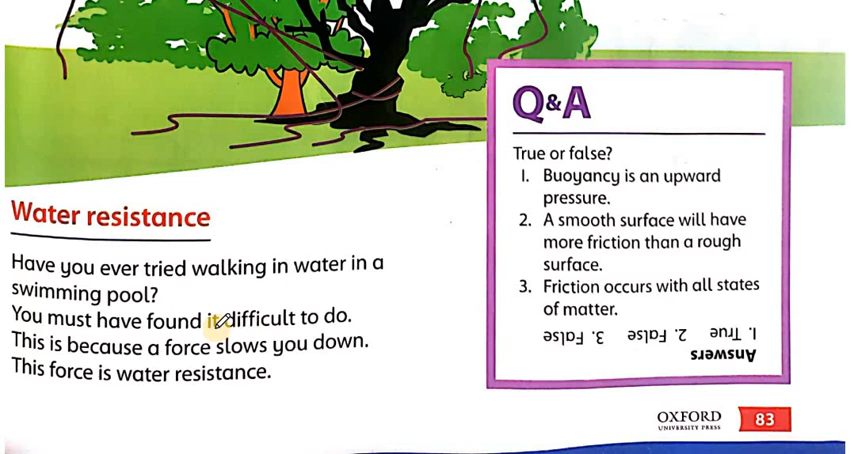 Water resistance
Have you ever tried walking in water in a
swimming pool?
You must have found it difficult to do.
This is because a force slows you down.
This force is water resistance.
Q&A
True or false?
1. Buoyancy is an upward
pressure.
2. A smooth surface will have
more friction than a rough
surface.
3. Friction occurs with all states
of matter.
Answers
1. True 2. False 3. False
OXFORD
UNIVERSITY PRESS
83